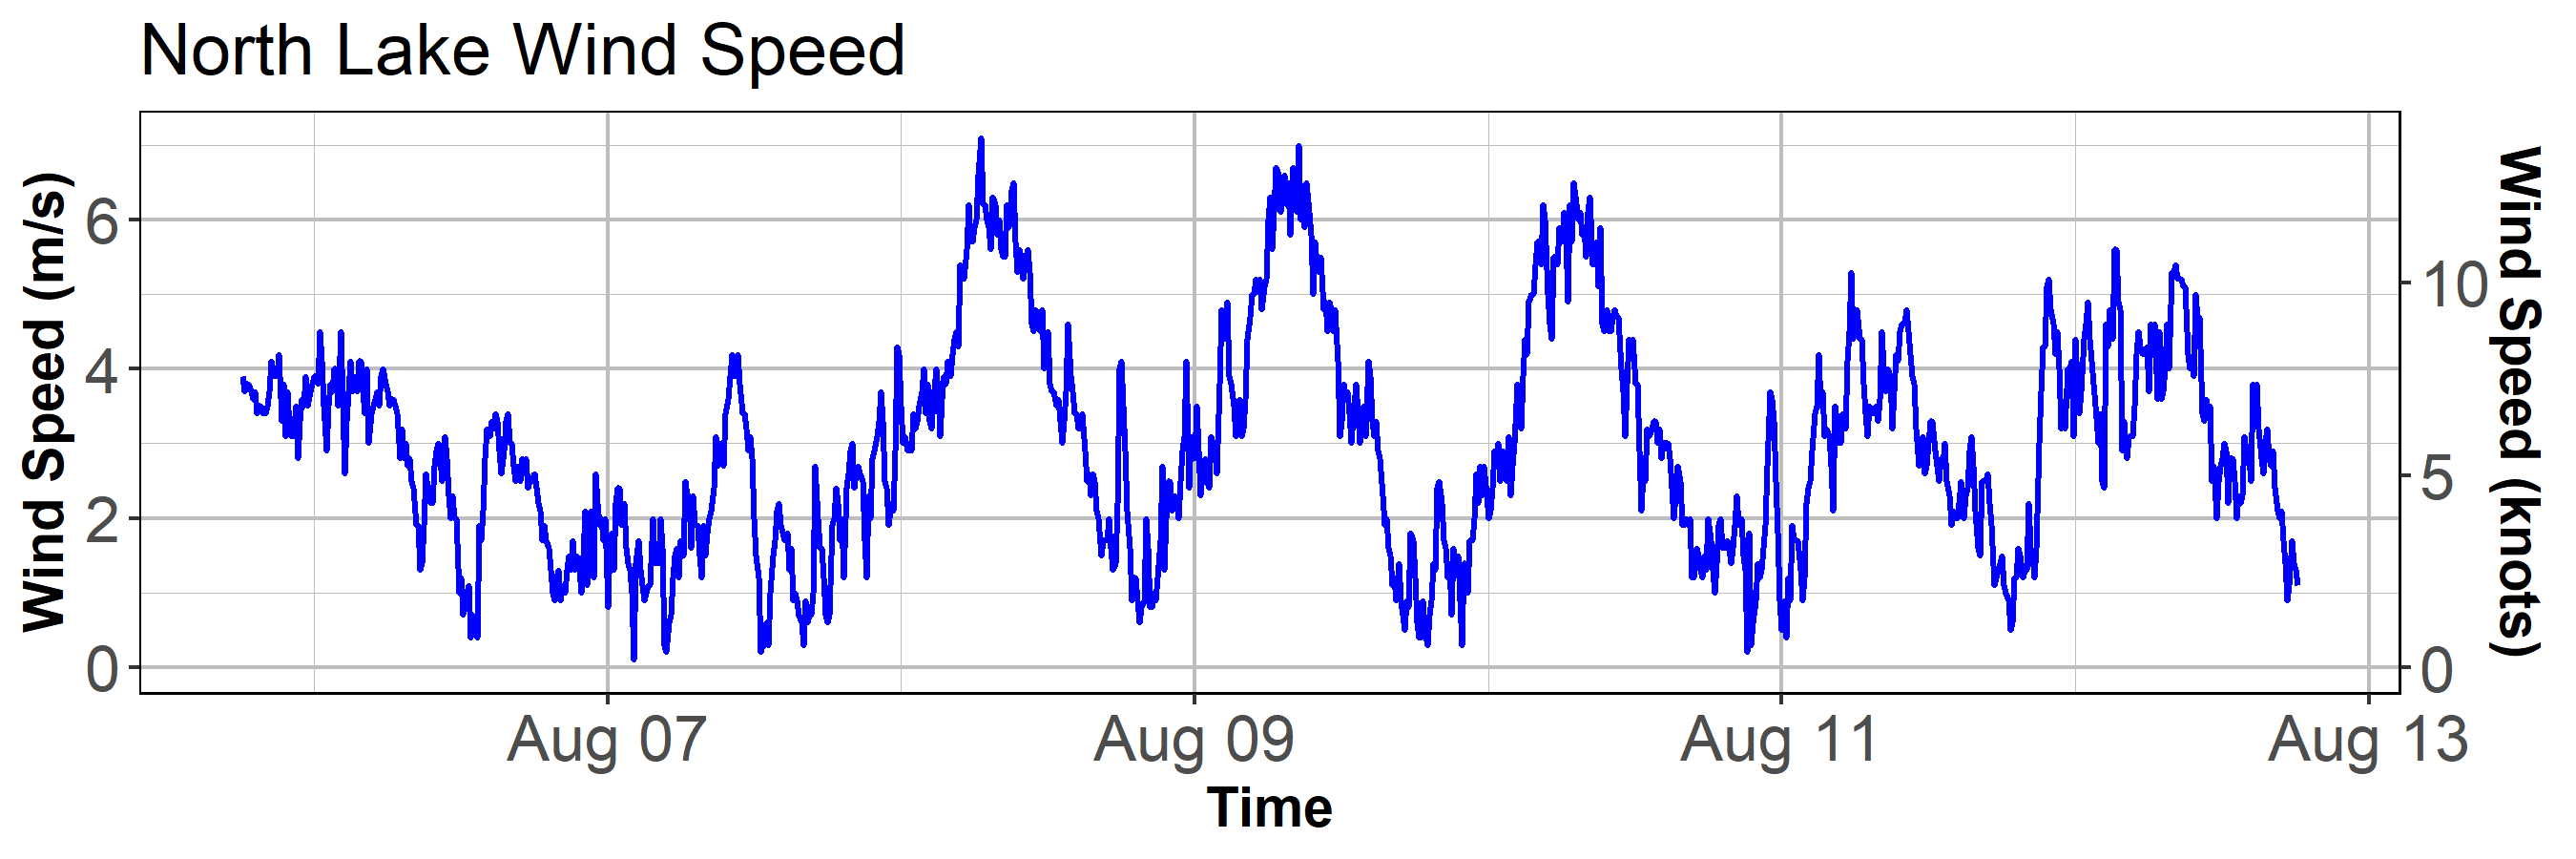 North Lake Wind Speed
Wind Speed (m/s)
6
4
2
0
10
5
0
Wind Speed (knots)
Aug 07
Aug 09
Aug 11
Aug 13
Time